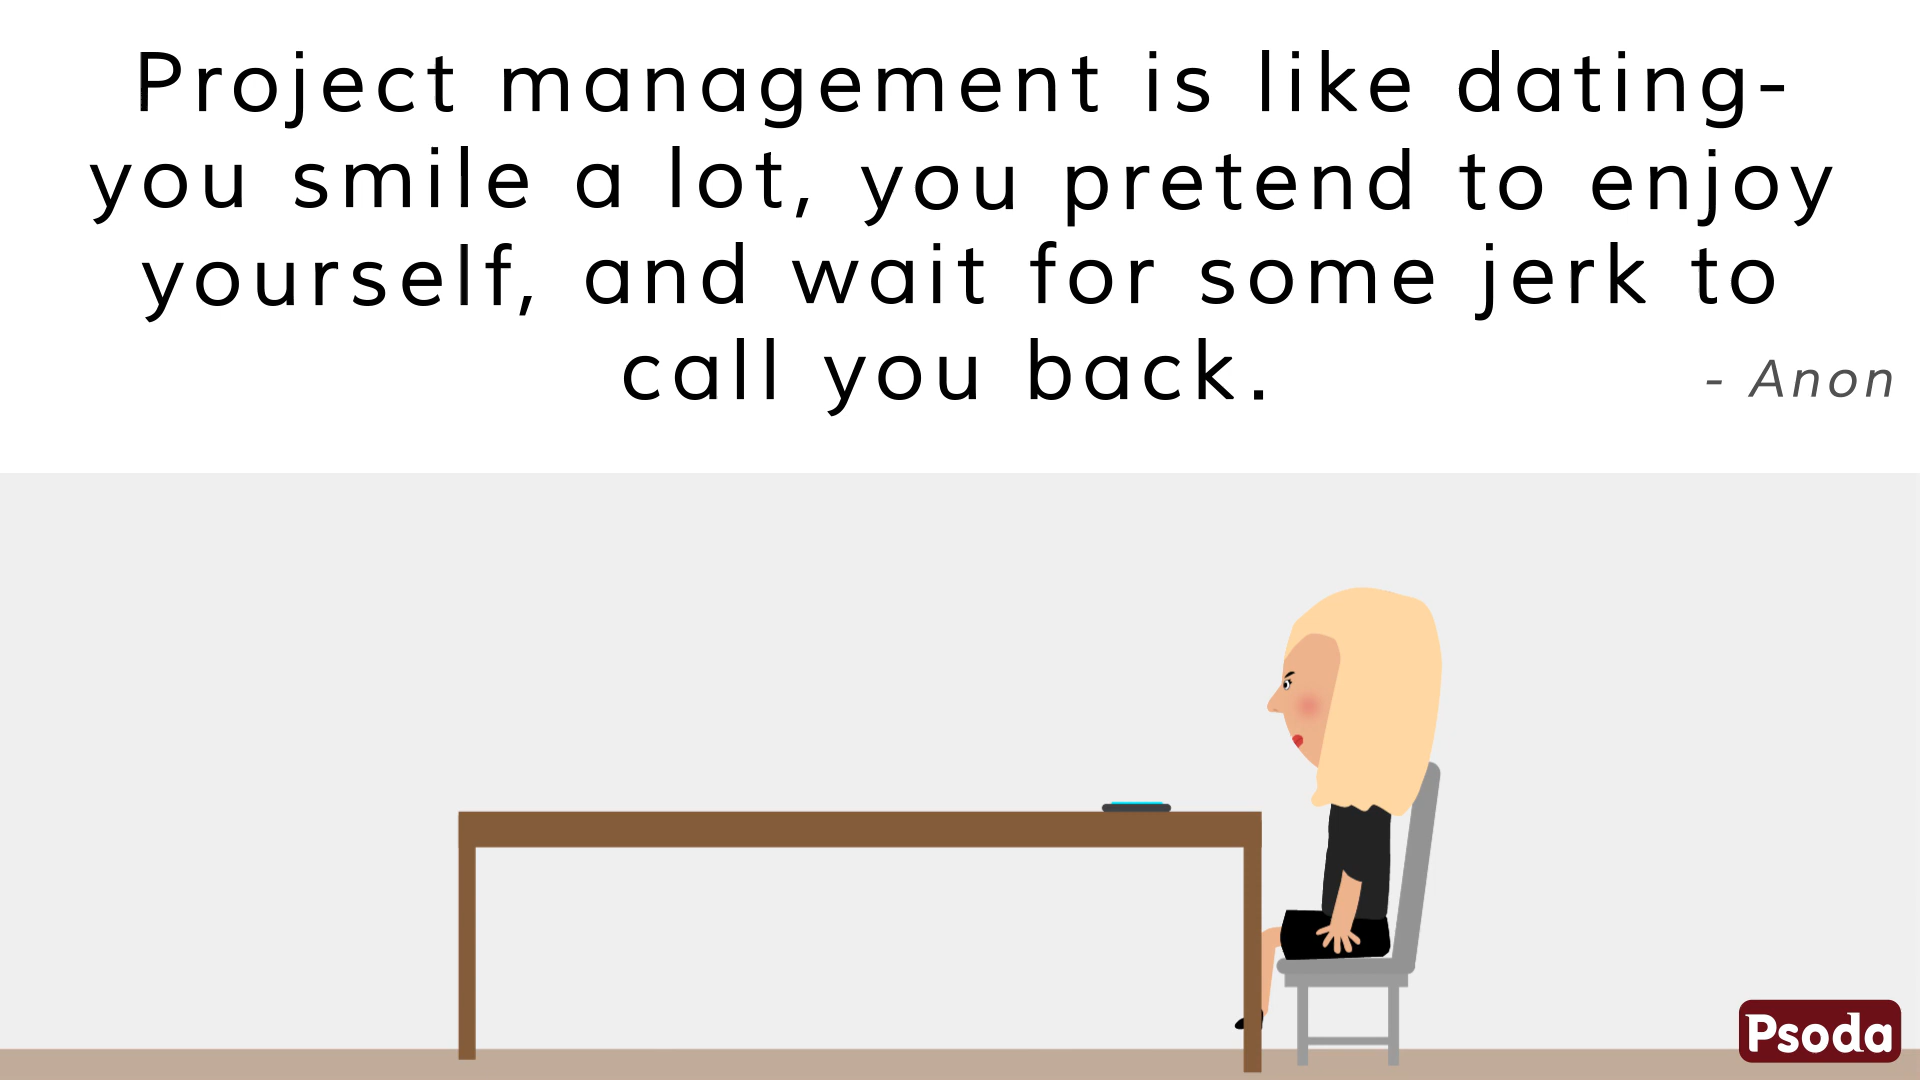 Project management is like dating-
you smile a lot, you pretend to enjoy
yourself, and wait for some jerk to
call you back.
- Anon
Psoda